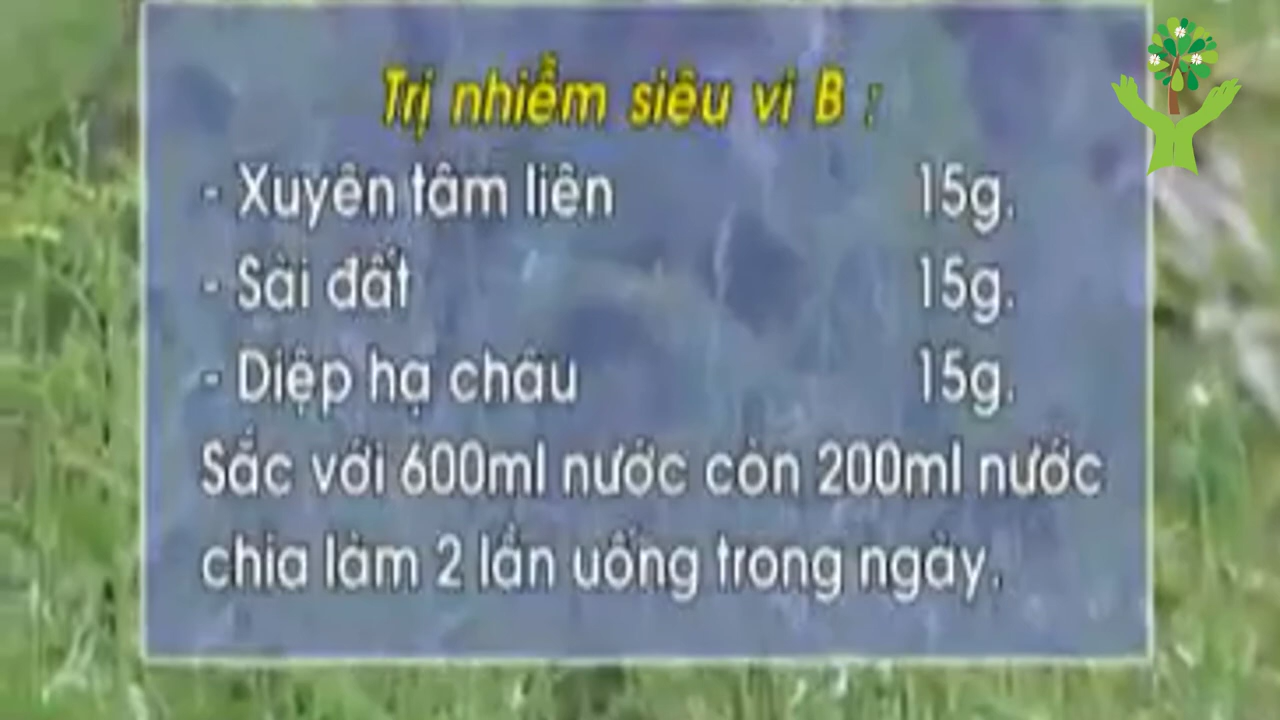 Trị nhiễm siêu vi B :
- Xuyên tâm liên 15g.
- Sài đất 15g.
- Diệp hạ châu 15g.
Sắc với 600ml nước còn 200ml nước
chia làm 2 lần uống trong ngày.